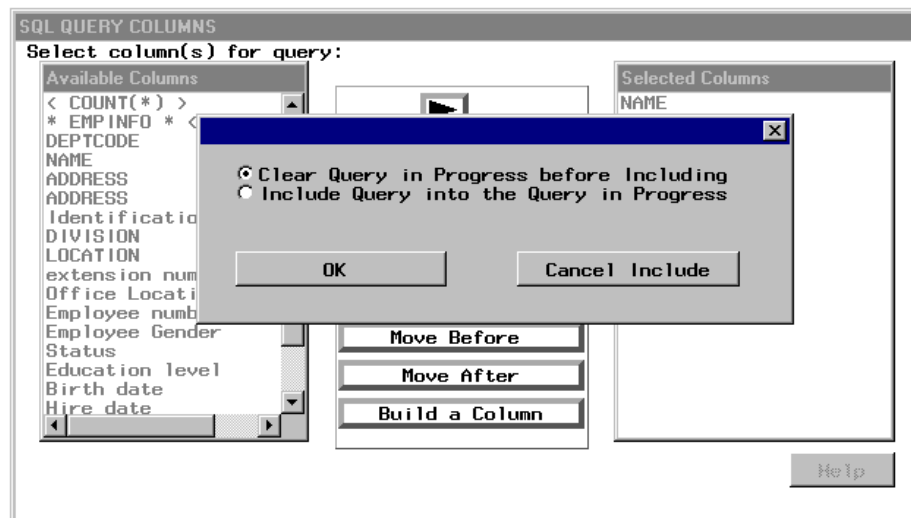 SQL QUERY COLUMNS
Select column(s) for query:
Available Columns
< COUNT(*) >
* EMPINFO * <
DEPTCODE
NAME
ADDRESS
ADDRESS
Identificatio
DIVISION
LOCATION
extension num
Office Locati
Employee numb
Employee Gender
Status
Education level
Birth date
Hire date
Clear Query in Progress before Including
Include Query into the Query in Progress
OK
Cancel Include
Move Before
Move After
Build a Column
Selected Columns
NAME
Help